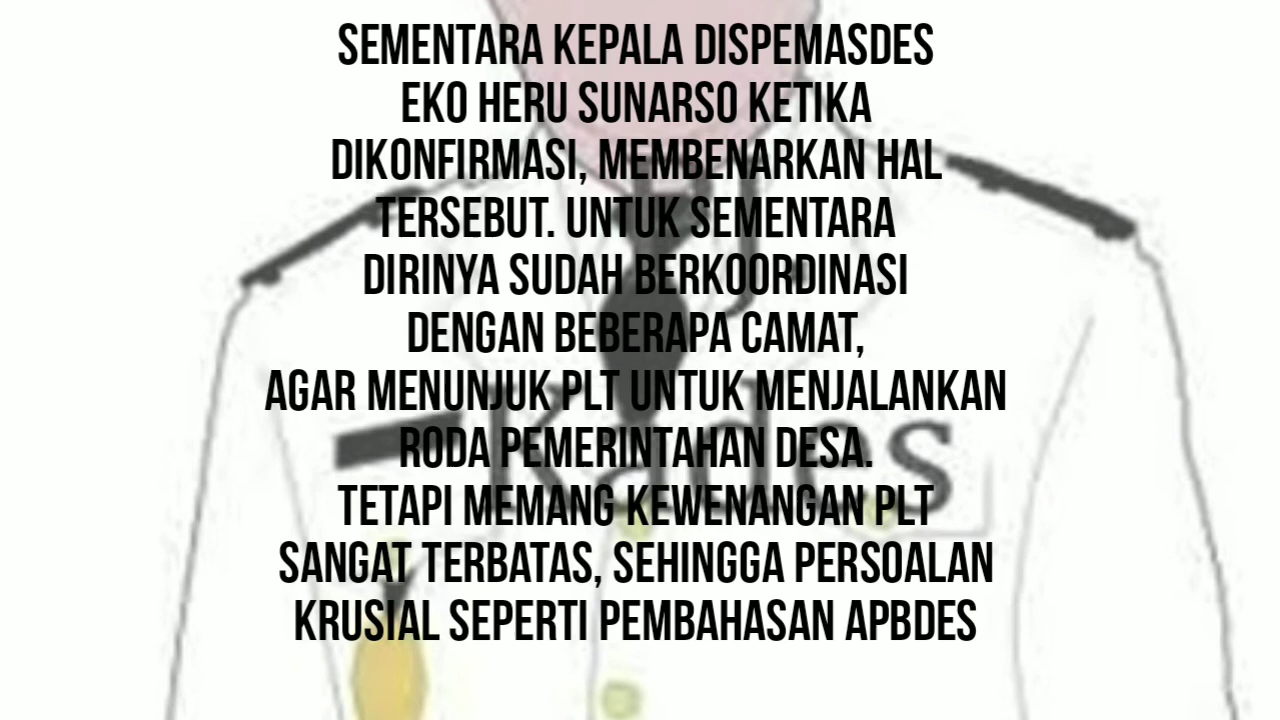 SEMENTARA KEPALA DISPEMASDES
EKO HERU SUNARSO KETIKA
DIKONFIRMASI, MEMBENARKAN HAL
TERSEBUT. UNTUK SEMENTARA
DIRINYA SUDAH BERKOORDINASI
DENGAN BEBERAPA CAMAT,
AGAR MENUNJUK PLT UNTUK MENJALANKAN
RODA PEMERINTAHAN DESA.
TETAPI MEMANG KEWENANGAN PLT
SANGAT TERBATAS, SEHINGGA PERSOALAN
KRUSIAL SEPERTI PEMBAHASAN APBDES
Kades